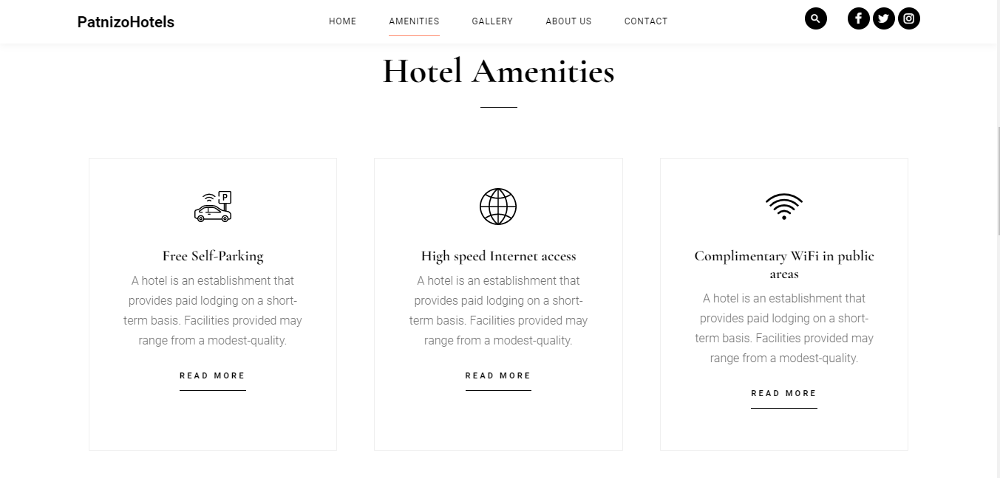 PatnizoHotels
HOME AMENITIES GALLERY ABOUT US CONTACT
Hotel Amenities
P
Free Self-Parking
A hotel is an establishment that
provides paid lodging on a short-
term basis. Facilities provided may
range from a modest-quality.
READ MORE
High speed Internet access
A hotel is an establishment that
provides paid lodging on a short-
term basis. Facilities provided may
range from a modest-quality.
READ MORE
Complimentary WiFi in public
areas
A hotel is an establishment that
provides paid lodging on a short-
term basis. Facilities provided may
range from a modest-quality.
READ MORE